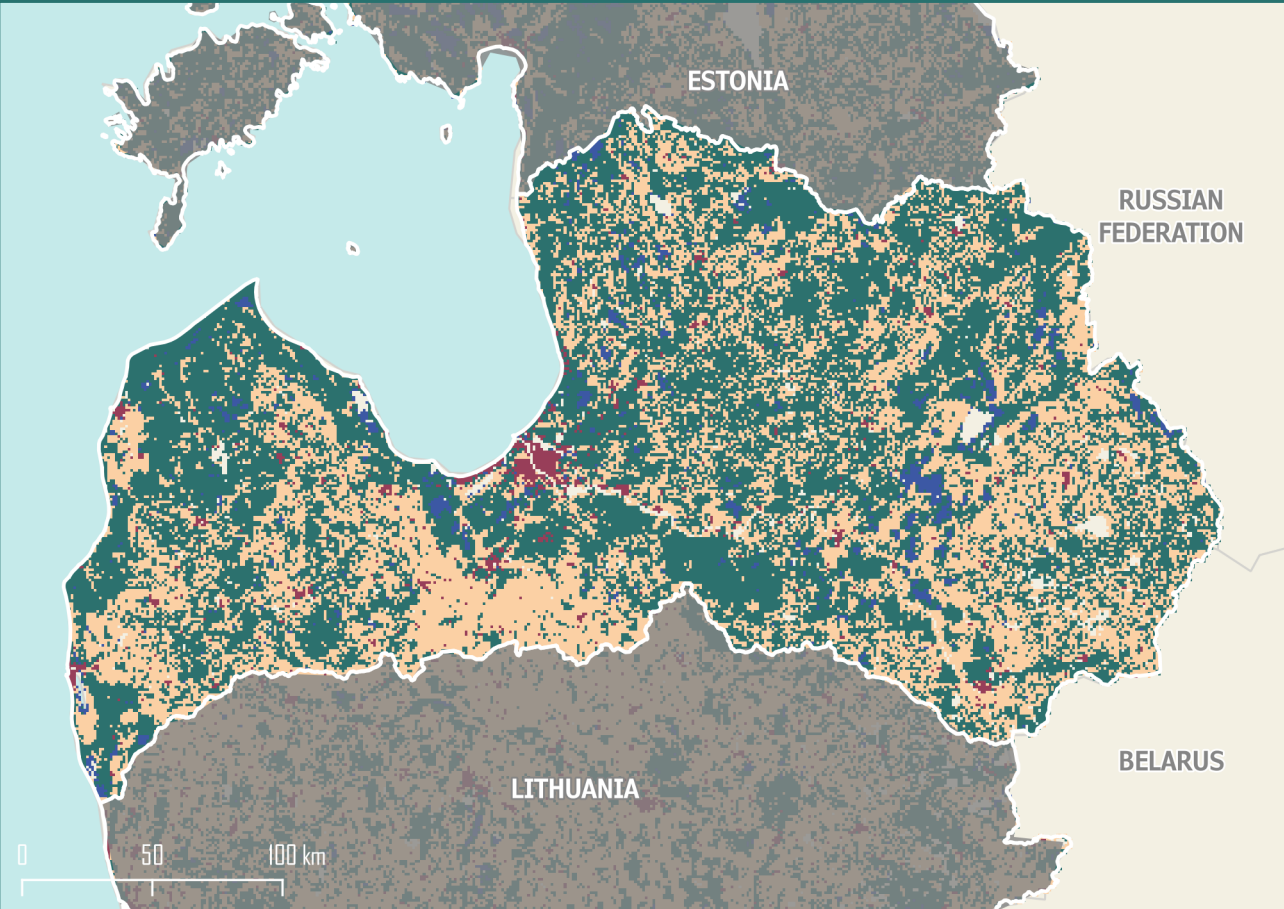 ESTONIA
RUSSIAN
FEDERATION
LITHUANIA
BELARUS
0 50 100 km